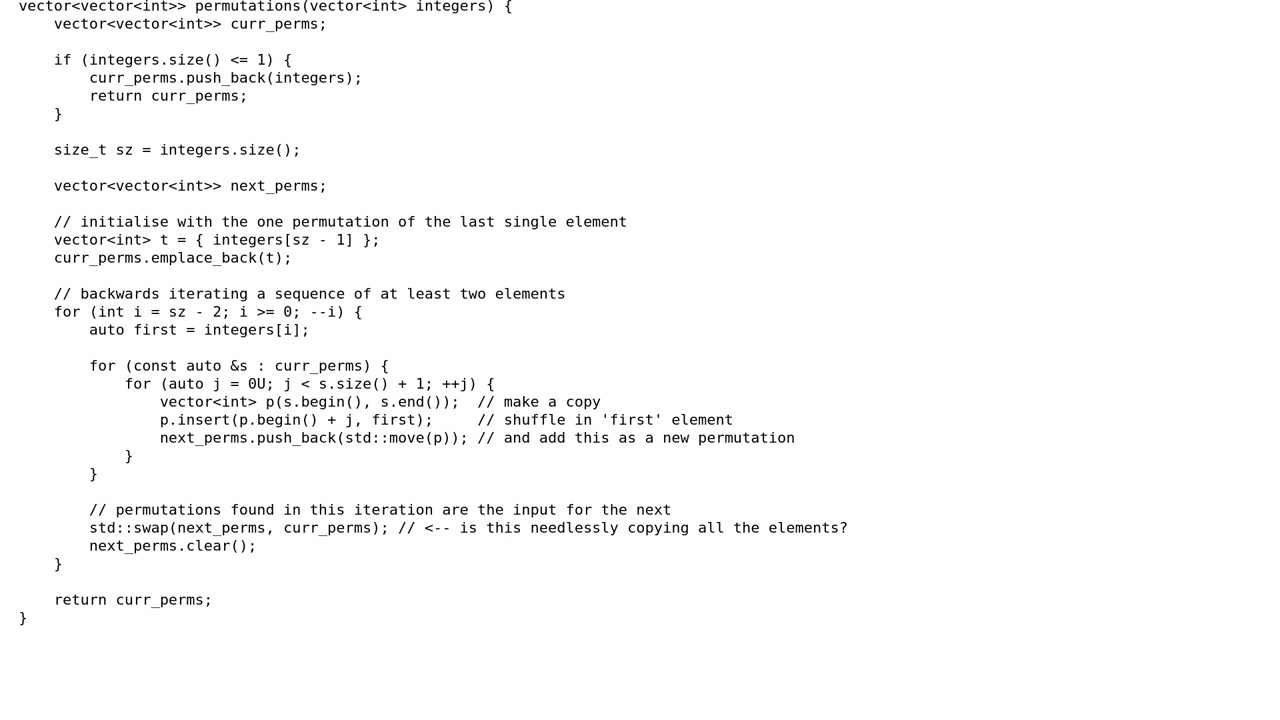 vector<vector<int>> permutations(vector<int> integers) {
    vector<vector<int>> curr_perms;

    if (integers.size() <= 1) {
        curr_perms.push_back(integers);
        return curr_perms;
    }

    size_t sz = integers.size();

    vector<vector<int>> next_perms;

    // initialise with the one permutation of the last single element
    vector<int> t = { integers[sz - 1] };
    curr_perms.emplace_back(t);

    // backwards iterating a sequence of at least two elements
    for (int i = sz - 2; i >= 0; --i) {
        auto first = integers[i];

        for (const auto &s : curr_perms) {
            for (auto j = 0U; j < s.size() + 1; ++j) {
                vector<int> p(s.begin(), s.end());  // make a copy
                p.insert(p.begin() + j, first);     // shuffle in 'first' element
                next_perms.push_back(std::move(p)); // and add this as a new permutation
            }
        }

        // permutations found in this iteration are the input for the next
        std::swap(next_perms, curr_perms); // <-- is this needlessly copying all the elements?
        next_perms.clear();
    }

    return curr_perms;
}